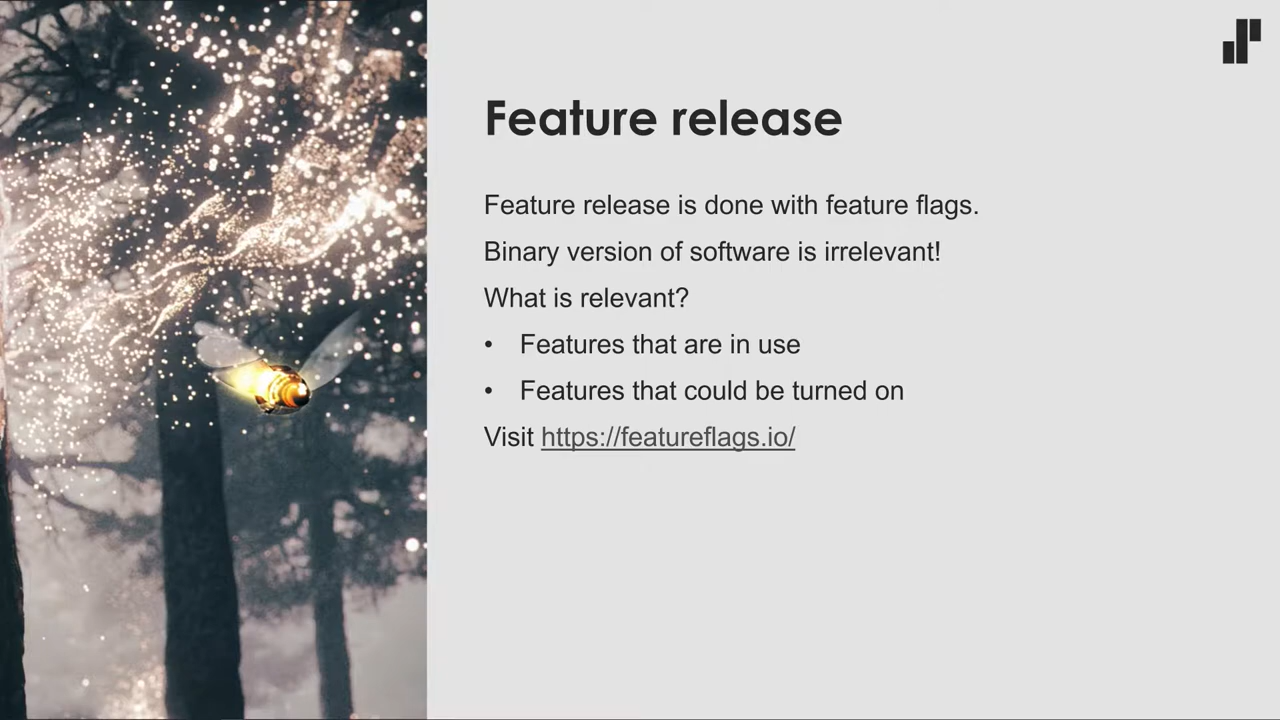 Feature release
Feature release is done with feature flags.
Binary version of software is irrelevant!
What is relevant?
• Features that are in use
• Features that could be turned on
Visit https://featureflags.io/